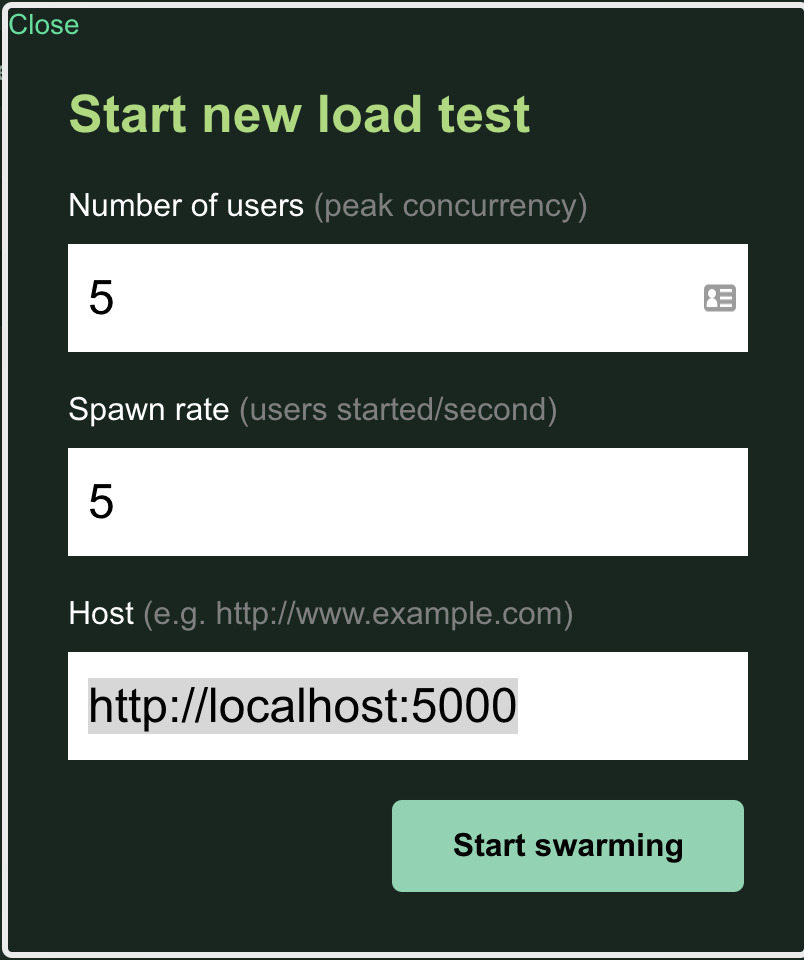 Close
Start new load test
Number of users (peak concurrency)
5
Spawn rate (users started/second)
5
Host (e.g. http://www.example.com)
http://localhost:5000
Start swarming